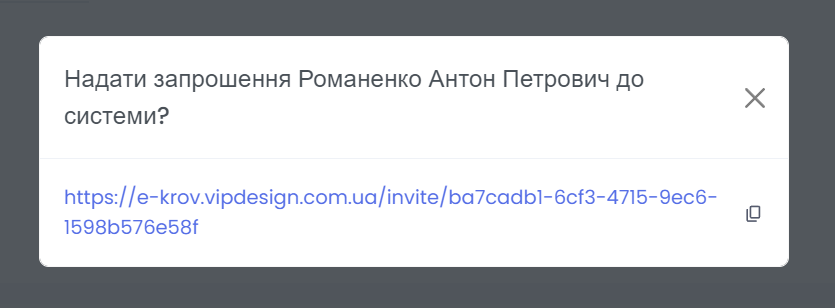 Надати запрошення Романенко Антон Петрович до
системи?
https://e-krov.vipdesign.com.ua/invite/ba7cadb1-6cf3-4715-9ec6-
1598b576e58f